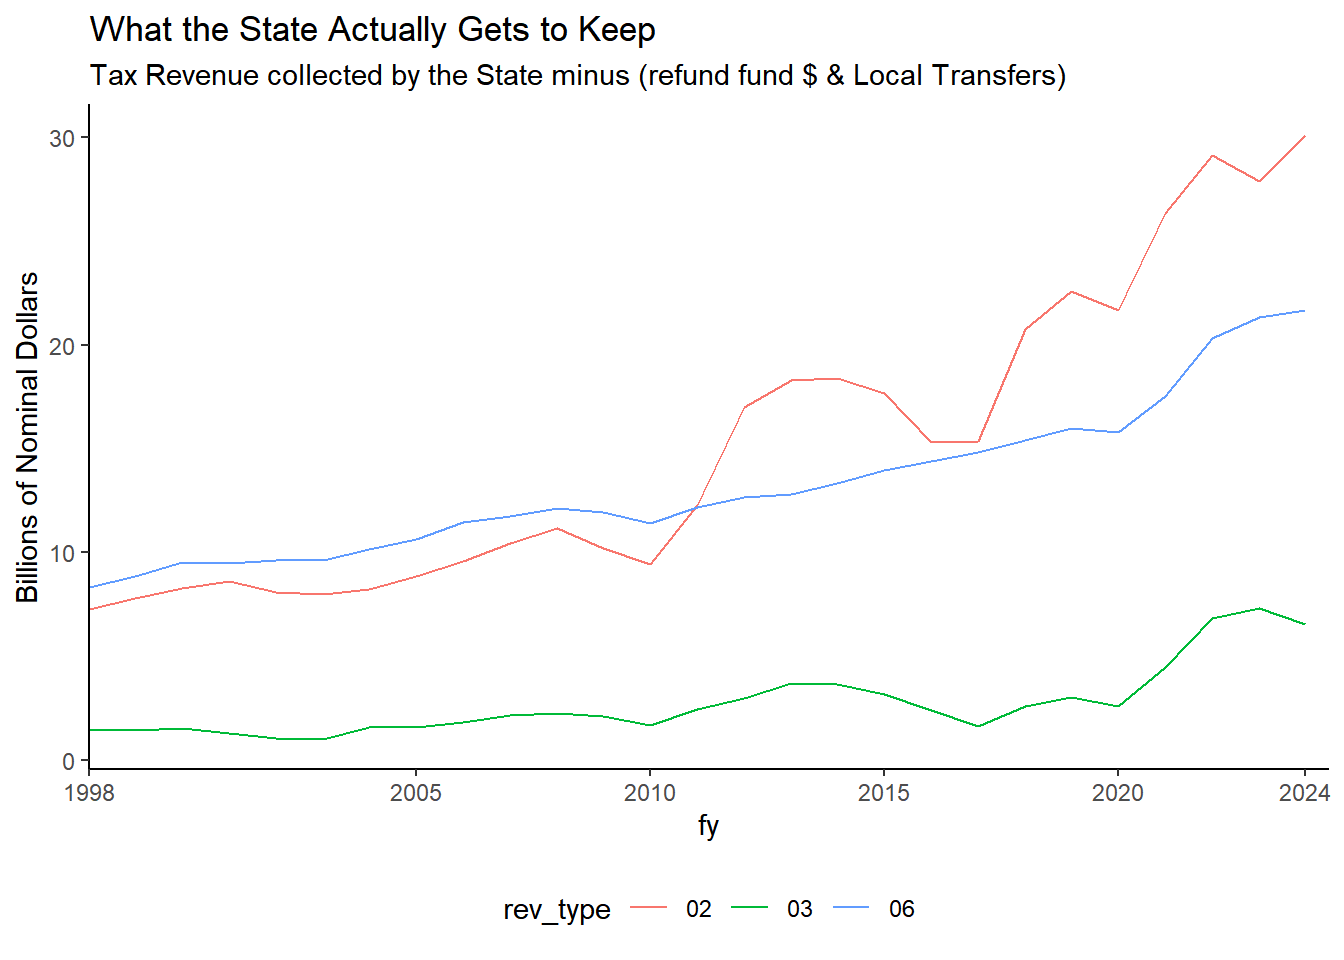 What the State Actually Gets to Keep
Tax Revenue collected by the State minus (refund fund $ & Local Transfers)
Billions of Nominal Dollars
30
20
10
0
1998 2005 2010 2015 2020 2024
fy
rev_type 02 03 06